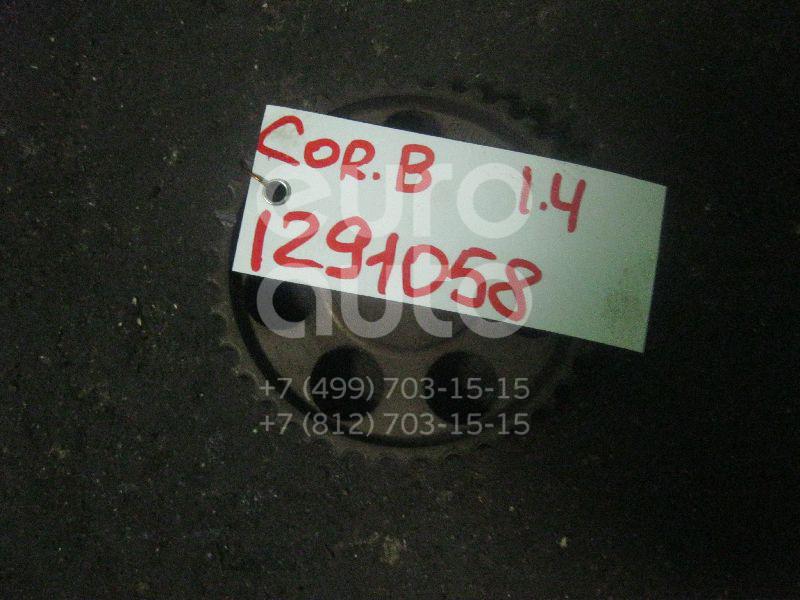 COR.B 1.4
1291058
euro
auto
+7 (499) 703-15-15
+7 (812) 703-15-15